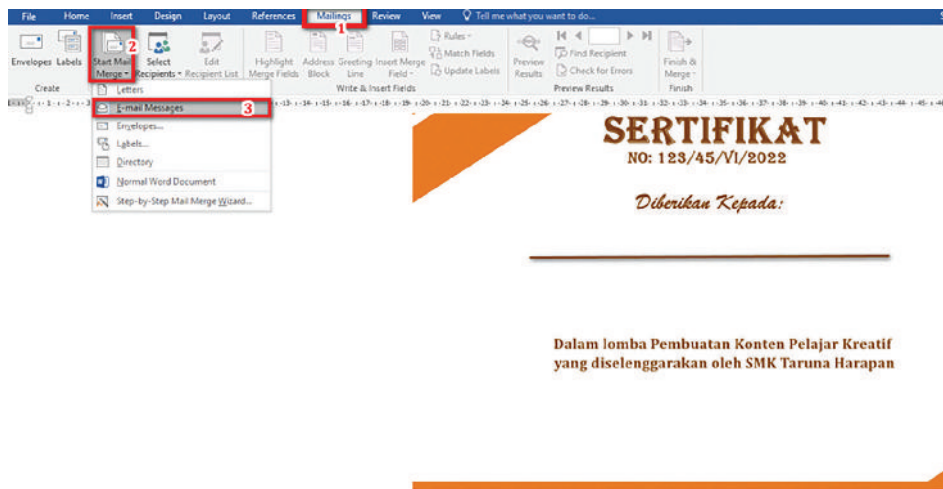 File Home Insert Design Layout References Mailings Review View Tell me what you want to do...
1
2
Envelopes Labels Start Mail Merge Select Recipients Edit Recipient List Highlight Merge Fields Address Block Greeting Line Insert Merge Field Rules Match Fields Update Labels Preview Results Find Recipient Check for Errors Finish & Merge
Create Write & Insert Fields Preview Results Finish
Letters
E-mail Messages 3
Envelopes...
Labels...
Directory
Normal Word Document
Step-by-Step Mail Merge Wizard...
SERTIFIKAT
NO: 123/45/VI/2022
Diberikan Kepada:
Dalam lomba Pembuatan Konten Pelajar Kreatif
yang diselenggarakan oleh SMK Taruna Harapan